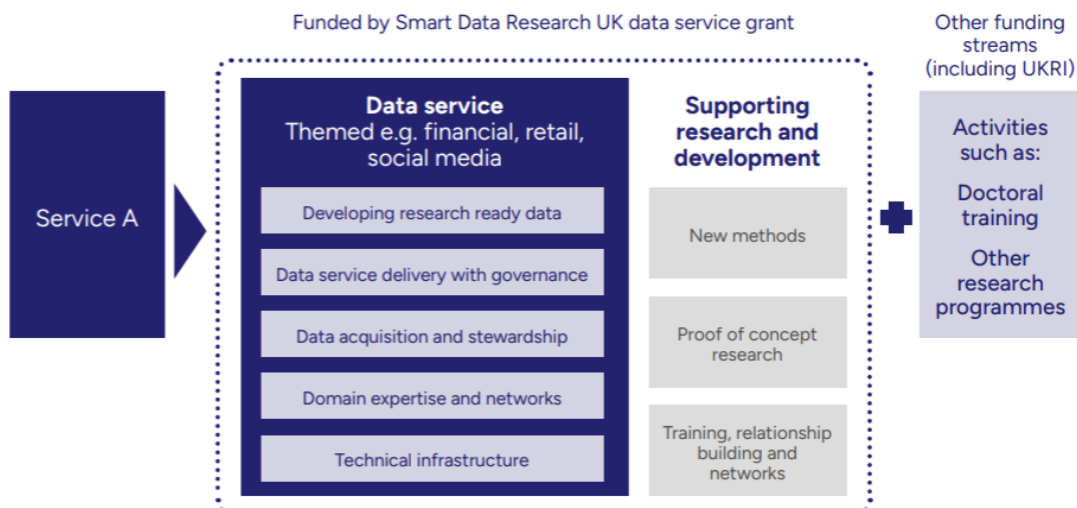 Funded by Smart Data Research UK data service grant
Other funding
streams
(including UKRI)
Service A
Data service
Themed e.g. financial, retail,
social media
Developing research ready data
Data service delivery with governance
Data acquisition and stewardship
Domain expertise and networks
Technical infrastructure
Supporting
research and
development
New methods
Proof of concept
research
Training, relationship
building and
networks
Activities
such as:
Doctoral
training
Other
research
programmes